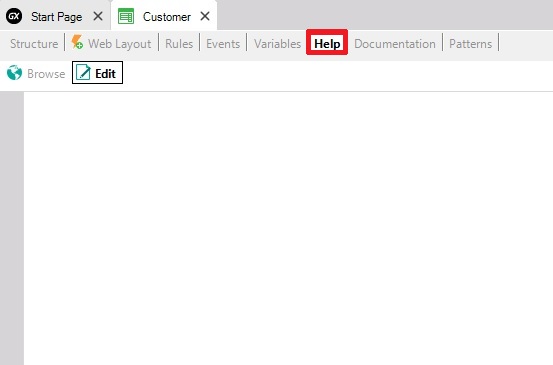 GX Start Page Customer
Structure Web Layout Rules Events Variables Help Documentation Patterns
Browse Edit